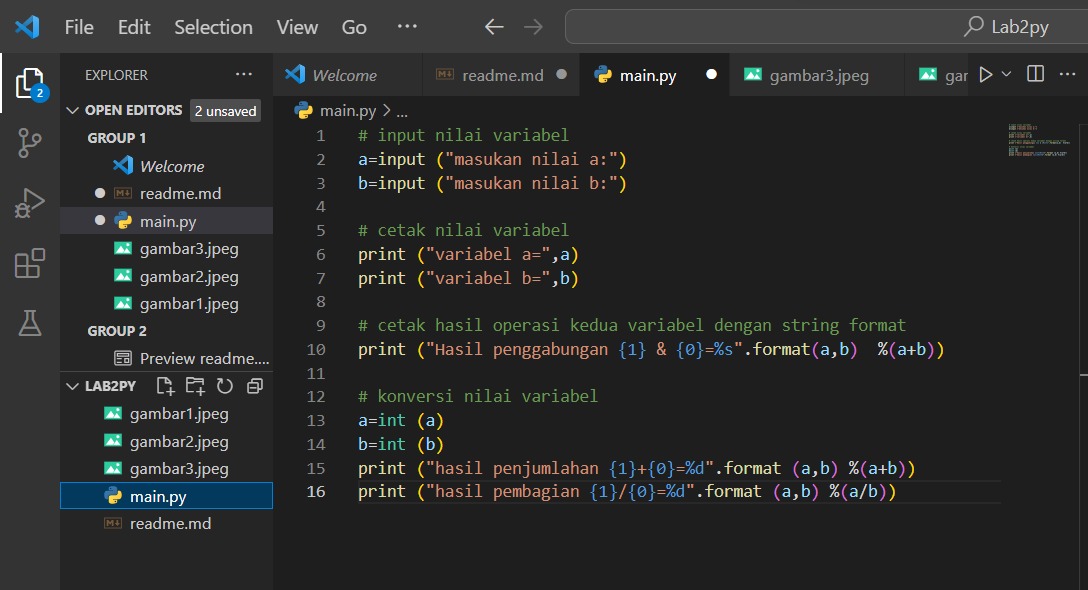 File Edit Selection View Go ··· Lab2py
EXPLORER ···
Welcome readme.md main.py gambar3.jpeg gar ···
OPEN EDITORS 2 unsaved
main.py > ...
GROUP 1
Welcome
readme.md
main.py
gambar3.jpeg
gambar2.jpeg
gambar1.jpeg
GROUP 2
Preview readme....
LAB2PY
gambar1.jpeg
gambar2.jpeg
gambar3.jpeg
main.py
readme.md
2
1 # input nilai variabel
2 a=input ("masukan nilai a:")
3 b=input ("masukan nilai b:")
4
5 # cetak nilai variabel
6 print ("variabel a=",a)
7 print ("variabel b=",b)
8
9 # cetak hasil operasi kedua variabel dengan string format
10 print ("Hasil penggabungan {1} & {0}=%s".format(a,b)  %(a+b))
11
12 # konversi nilai variabel
13 a=int (a)
14 b=int (b)
15 print ("hasil penjumlahan {1}+{0}=%d".format (a,b) %(a+b))
16 print ("hasil pembagian {1}/{0}=%d".format (a,b) %(a/b))